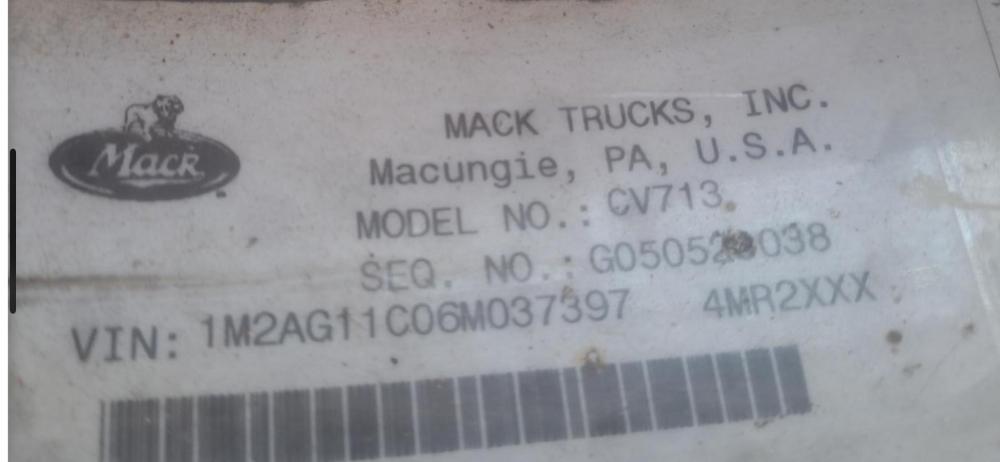 Mack
MACK TRUCKS, INC.
Macungie, PA, U.S.A.
MODEL NO.: CV713
SEQ. NO.:
VIN: 1M2AG11C06M037397 4MR2XXX